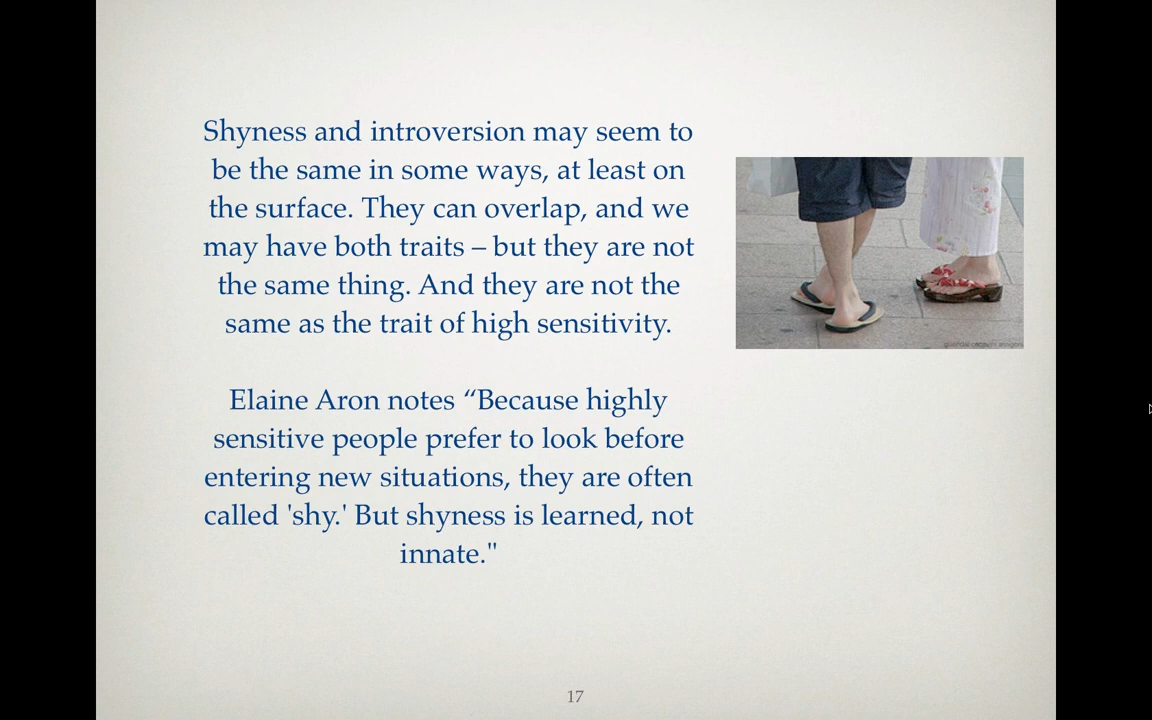 Shyness and introversion may seem to
be the same in some ways, at least on
the surface. They can overlap, and we
may have both traits – but they are not
the same thing. And they are not the
same as the trait of high sensitivity.
Elaine Aron notes “Because highly
sensitive people prefer to look before
entering new situations, they are often
called 'shy.' But shyness is learned, not
innate."
17